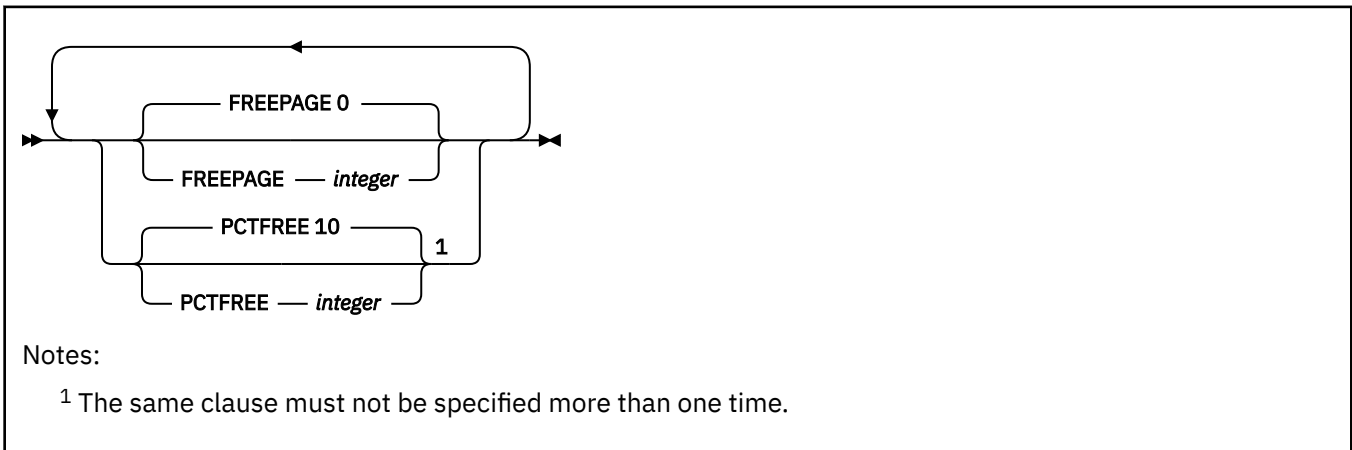 FREEPAGE 0
FREEPAGE integer
PCTFREE 10
1
PCTFREE integer
Notes:
1 The same clause must not be specified more than one time.